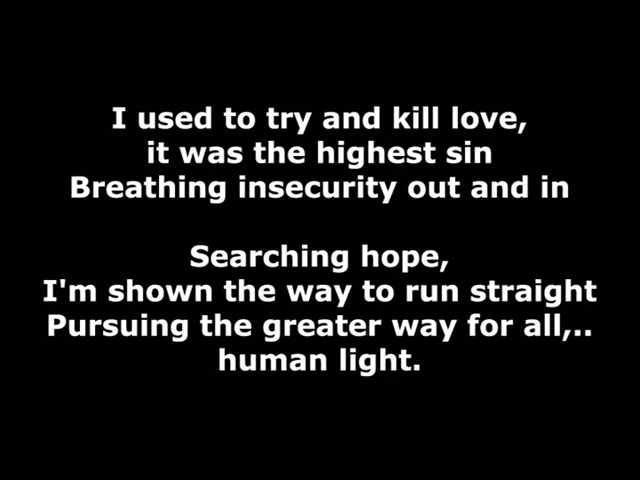 I used to try and kill love,
it was the highest sin
Breathing insecurity out and in
Searching hope,
I'm shown the way to run straight
Pursuing the greater way for all,..
human light.